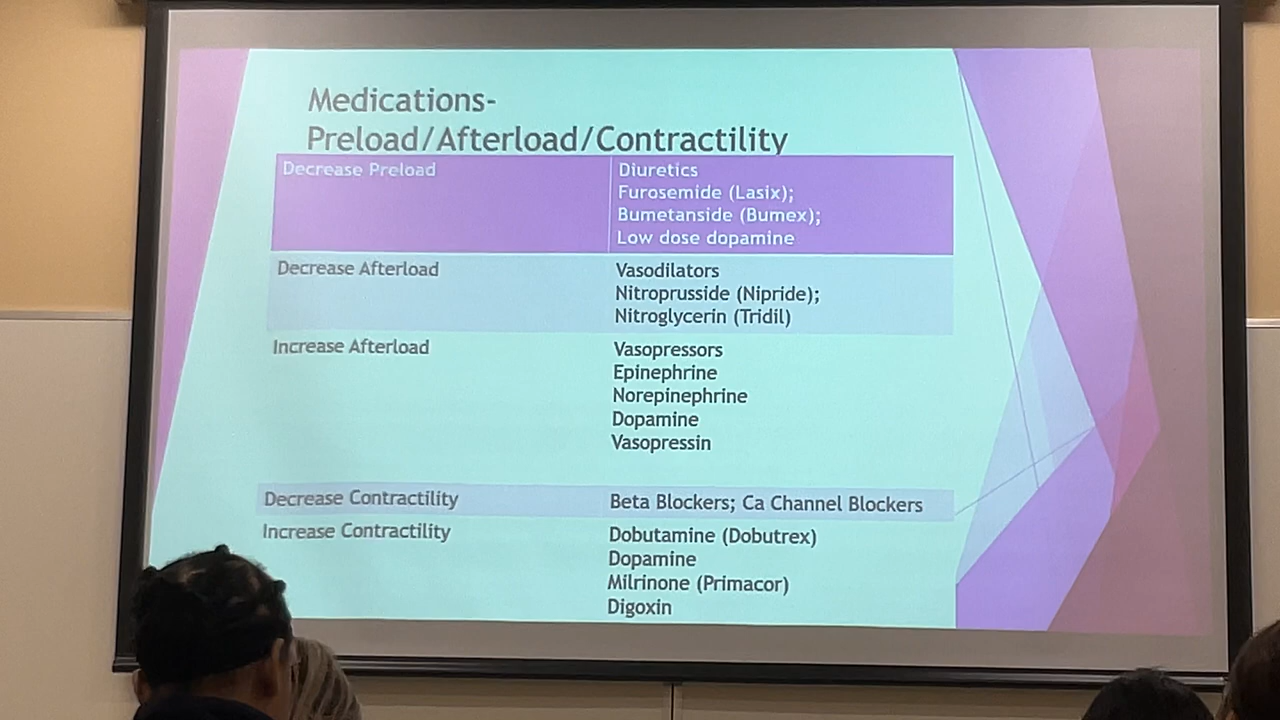 Medications-
Preload/Afterload/Contractility
Decrease Preload
Diuretics
Furosemide (Lasix);
Bumetanside (Bumex);
Low dose dopamine
Decrease Afterload
Vasodilators
Nitroprusside (Nipride);
Nitroglycerin (Tridil)
Increase Afterload
Vasopressors
Epinephrine
Norepinephrine
Dopamine
Vasopressin
Decrease Contractility
Beta Blockers; Ca Channel Blockers
Increase Contractility
Dobutamine (Dobutrex)
Dopamine
Milrinone (Primacor)
Digoxin